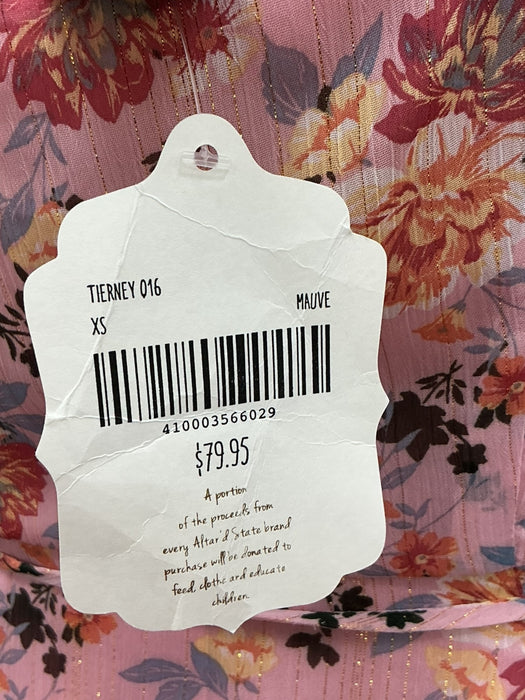 TIERNEY 016
XS MAUVE
410003566029
$79.95
A portion
of the proceeds from
every Altar'd State brand
purchase will be donated to
feed, clothe and educate
children.